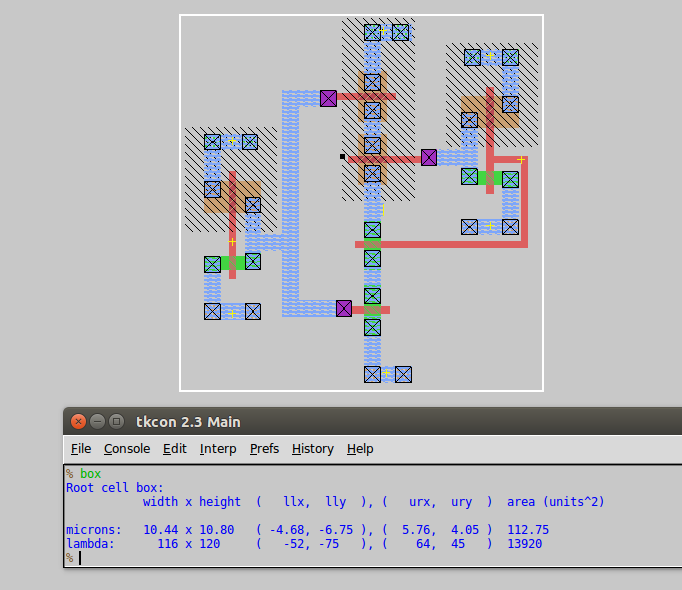 tkcon 2.3 Main
File Console Edit Interp Prefs History Help
% box
Root cell box:
width x height ( llx, lly ), ( urx, ury ) area (units^2)
microns: 10.44 x 10.80 ( -4.68, -6.75 ), ( 5.76, 4.05 ) 112.75
lambda: 116 x 120 ( -52, -75 ), ( 64, 45 ) 13920
%